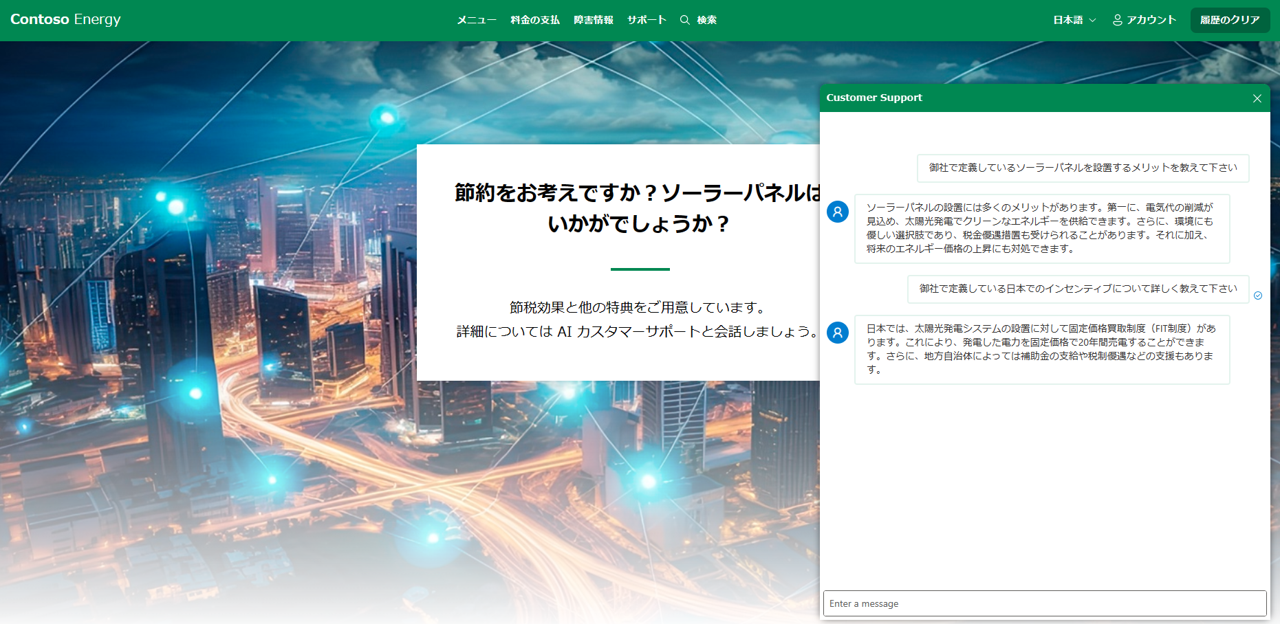 Contoso Energy
メニュー 料金の支払 障害情報 サポート 検索
日本語 アカウント 履歴のクリア
節約をお考えですか？ソーラーパネルは
いかがでしょうか？
節税効果と他の特典をご用意しています。
詳細については AI カスタマーサポートと会話しましょう。
Customer Support
御社で定義しているソーラーパネルを設置するメリットを教えて下さい
ソーラーパネルの設置には多くのメリットがあります。第一に、電気代の削減が
見込め、太陽光発電でクリーンなエネルギーを供給できます。さらに、環境にも
優しい選択肢であり、税金優遇措置も受けられることがあります。それに加え、
将来のエネルギー価格の上昇にも対処できます。
御社で定義している日本でのインセンティブについて詳しく教えて下さい
日本では、太陽光発電システムの設置に対して固定価格買取制度（FIT制度）があ
ります。これにより、発電した電力を固定価格で20年間売電することができま
す。さらに、地方自治体によっては補助金の支給や税制優遇などの支援もありま
す。
Enter a message